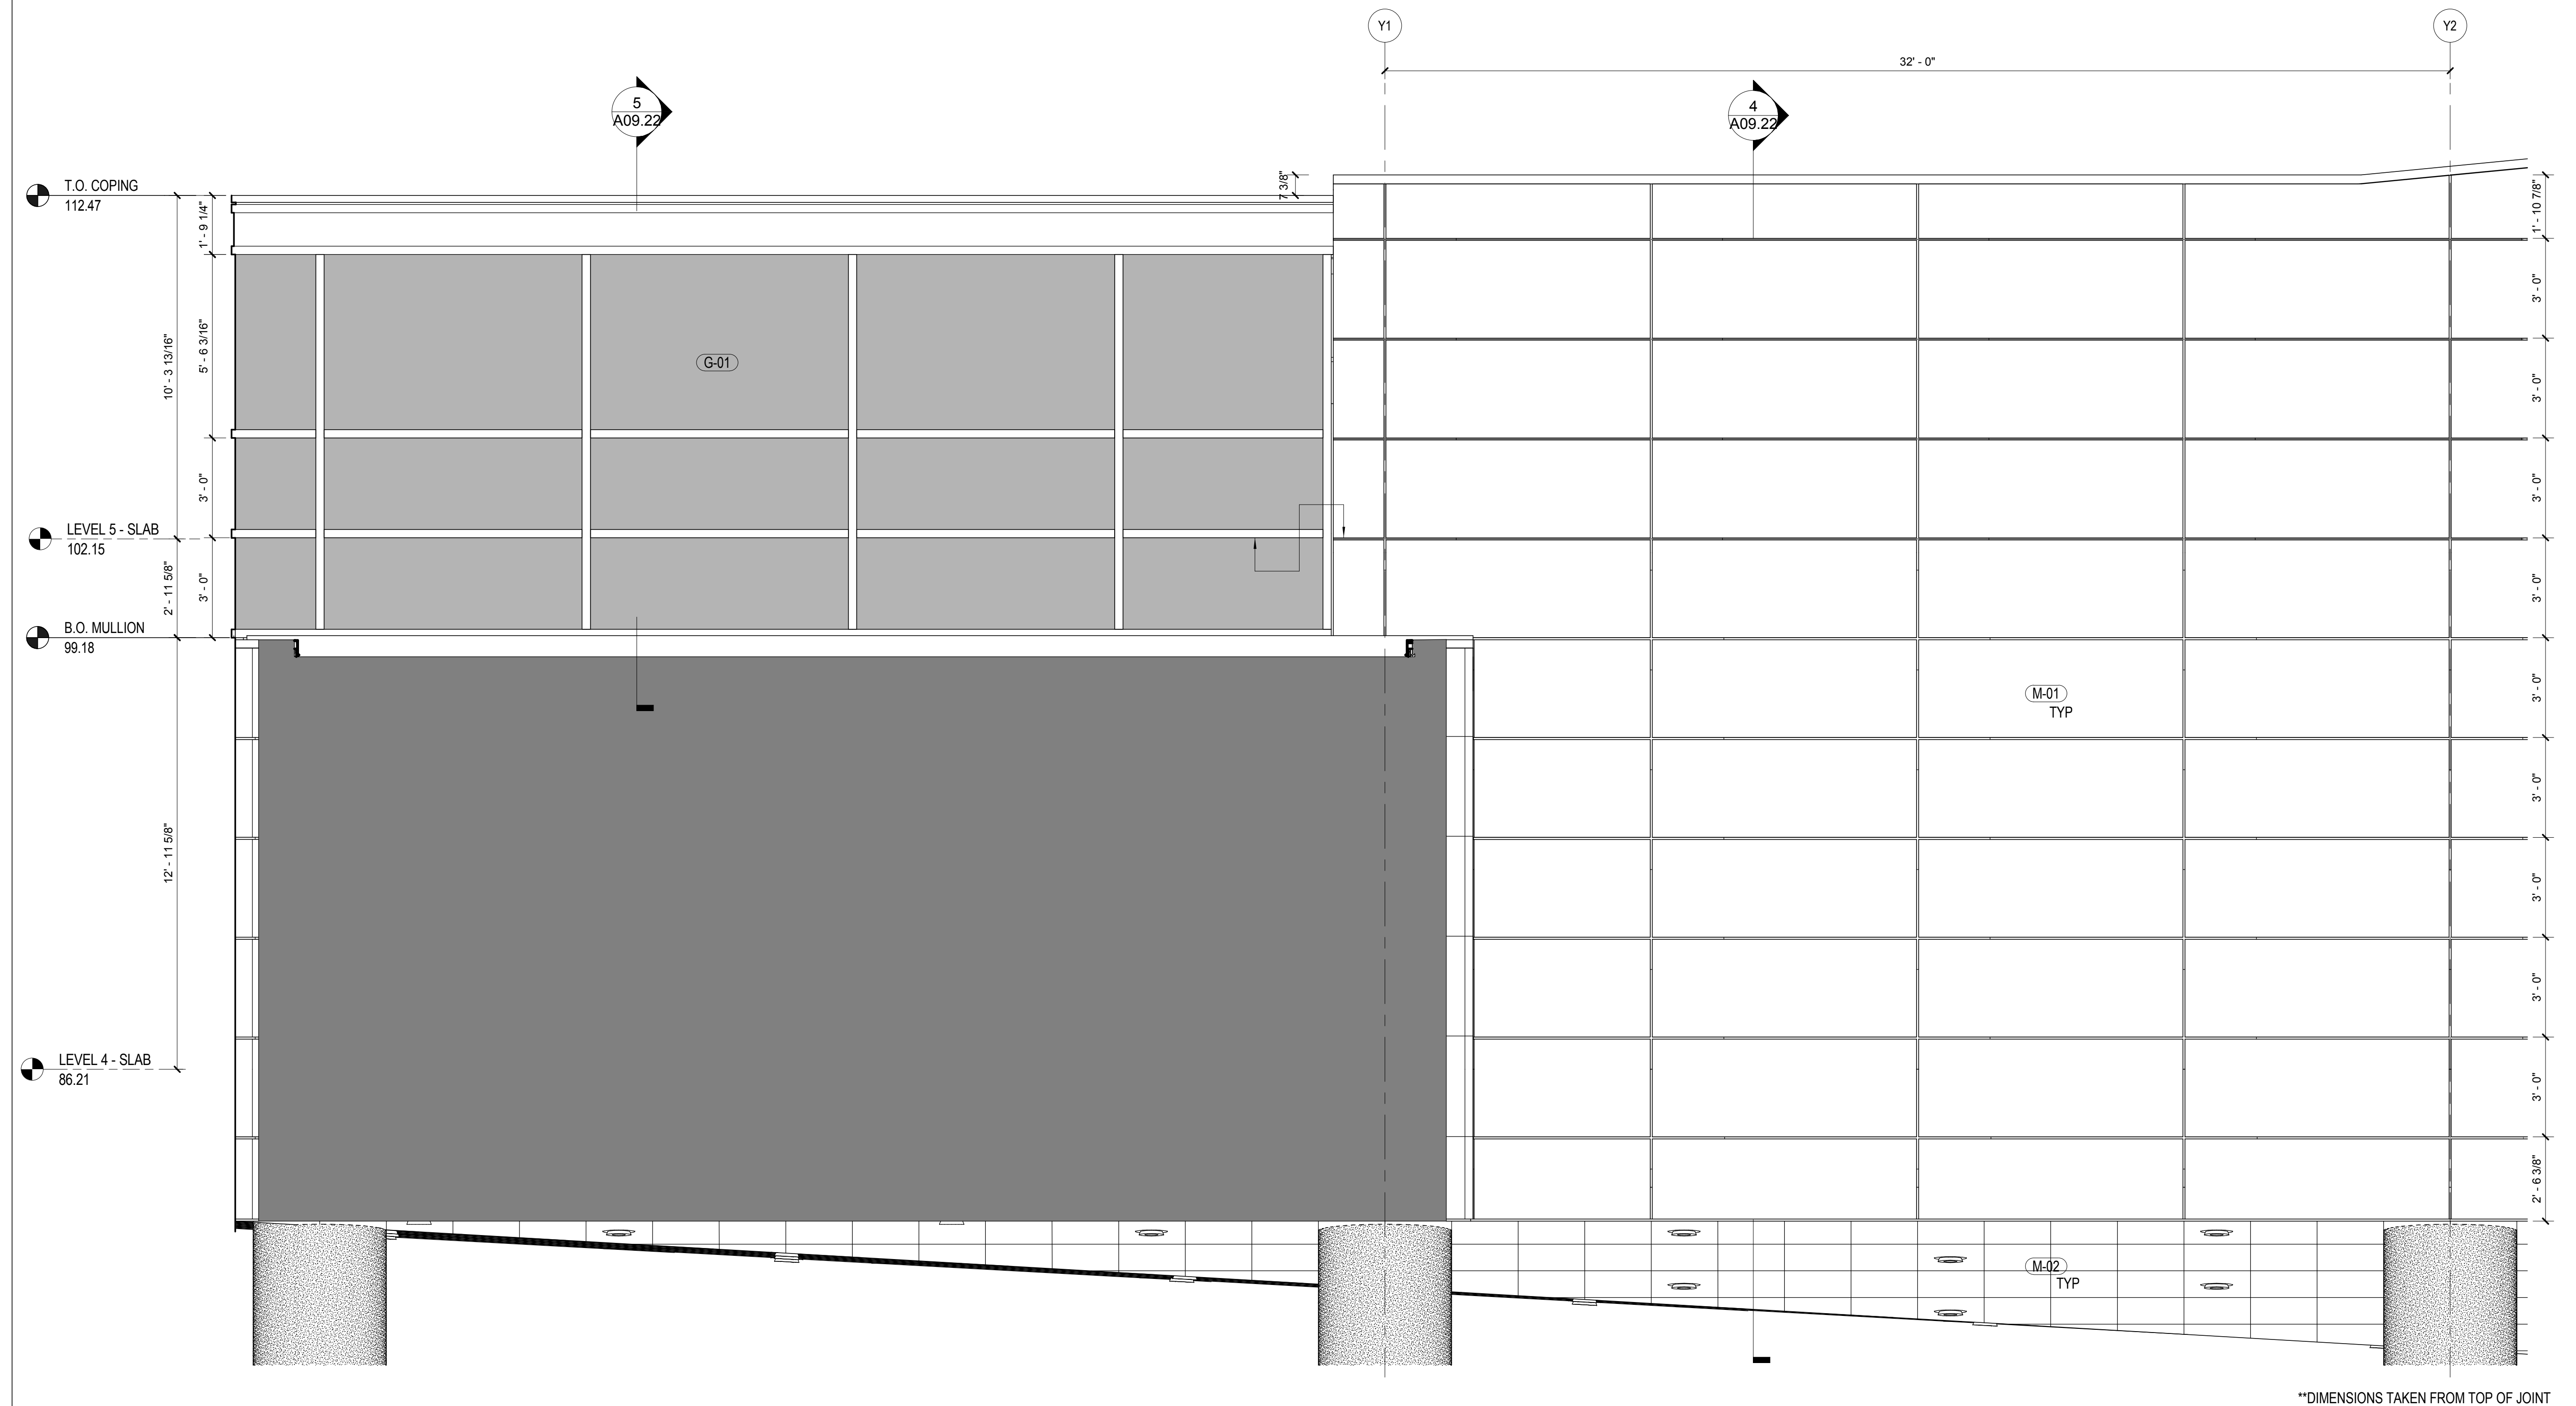 Y1
Y2
32' - 0"
5
A09.22
4
A09.22
T.O. COPING
112.47
7 3/8"
1' - 9 1/4"
1' - 10 7/8"
10' - 3 13/16"
5' - 6 3/16"
3' - 0"
3' - 0"
G-01
3' - 0"
3' - 0"
LEVEL 5 - SLAB
102.15
2' - 11 5/8"
3' - 0"
3' - 0"
B.O. MULLION
99.18
3' - 0"
M-01
TYP
3' - 0"
12' - 11 5/8"
3' - 0"
3' - 0"
LEVEL 4 - SLAB
86.21
3' - 0"
2' - 6 3/8"
M-02
TYP
**DIMENSIONS TAKEN FROM TOP OF JOINT